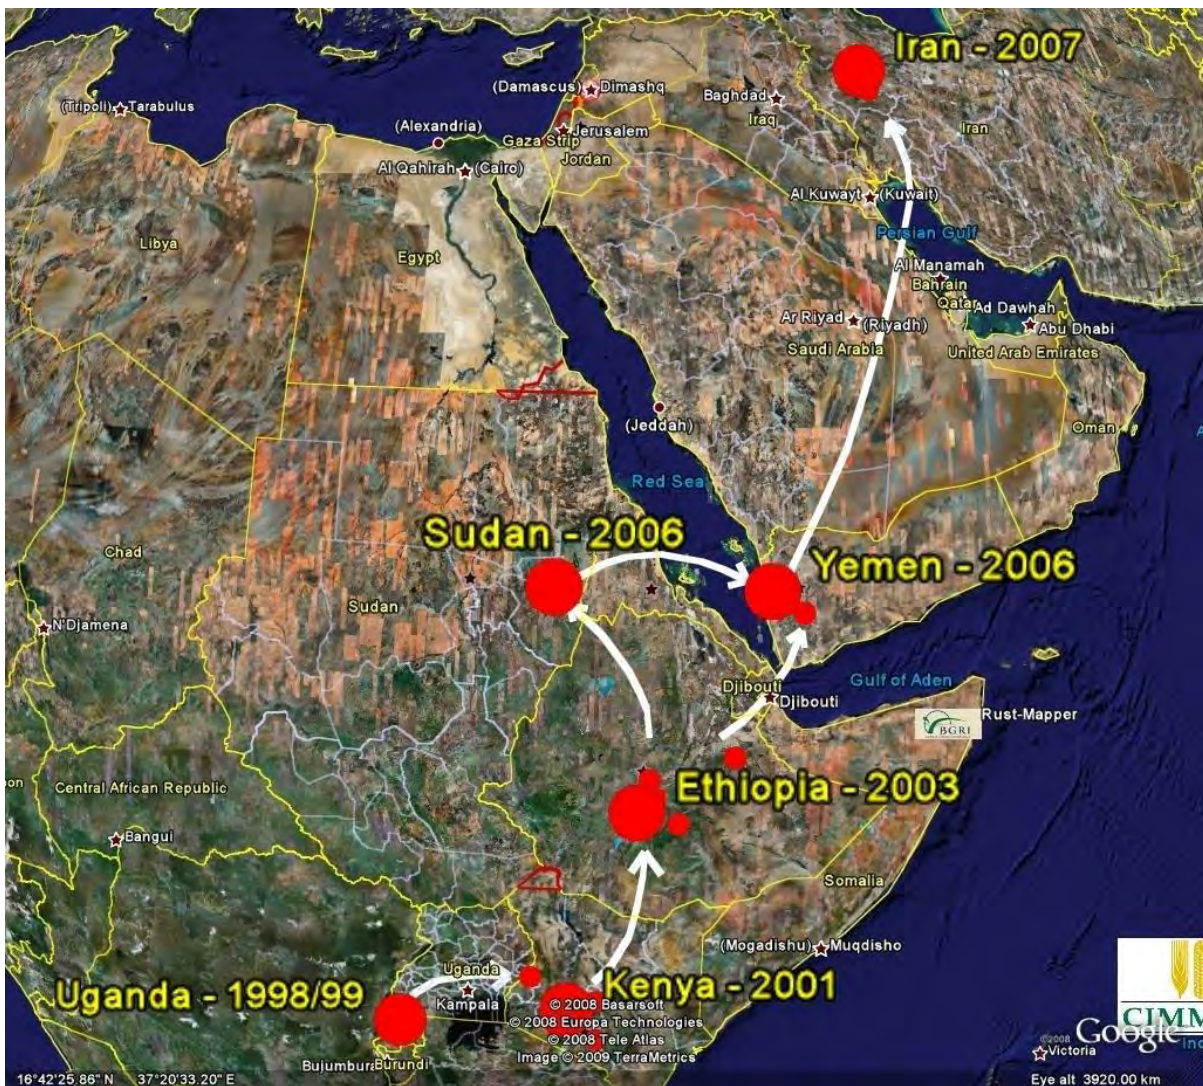 Iran - 2007
(Damascus) Dimashq
(Tripoli) Tarabulus
Baghdad
Iraq
Iran
(Alexandria)
Gaza Strip Jerusalem
Jordan
Al Qahirah (Cairo)
Al Kuwayt (Kuwait)
Persian Gulf
Libya
Egypt
Al Manamah
Bahrain
Qatar Ad Dawhah
Abu Dhabi
Ar Riyad (Riyadh)
Saudi Arabia
United Arab Emirates
(Jeddah)
Oman
Red Sea
Sudan - 2006
Yemen - 2006
Chad
Sudan
N'Djamena
Djibouti
Djibouti
Gulf of Aden
BGRI
Rust-Mapper
Ethiopia - 2003
Central African Republic
Bangui
Somalia
(Mogadishu) Muqdisho
Uganda
Uganda - 1998/99
Kampala
Kenya - 2001
© 2008 Basarsoft
© 2008 Europa Technologies
© 2008 Tele Atlas
Image © 2009 TerraMetrics
CIMM
©2008 Google
Victoria
Bujumbura Burundi
16°42'25.86" N 37°20'33.20" E
Eye alt 3920.00 km